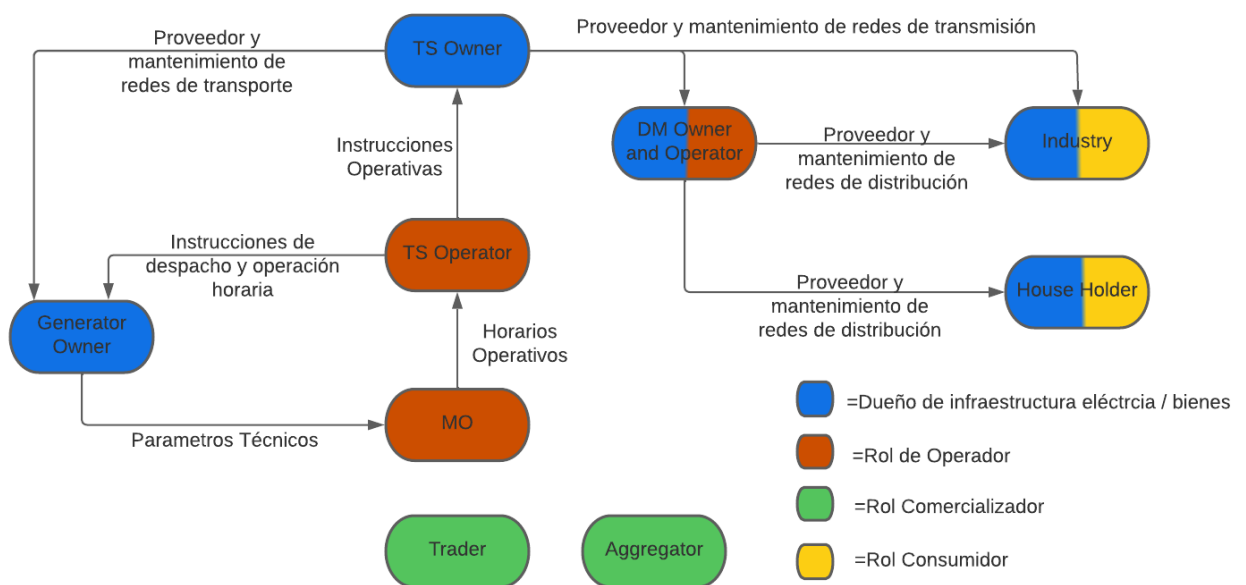 Proveedor y
mantenimiento de
redes de transporte
TS Owner
Proveedor y mantenimiento de redes de transmisión
Instrucciones
Operativas
DM Owner
and Operator
Proveedor y
mantenimiento de
redes de distribución
Industry
Instrucciones de
despacho y operación
horaria
TS Operator
Proveedor y
mantenimiento de
redes de distribución
House Holder
Generator
Owner
Horarios
Operativos
Parametros Técnicos
MO
=Dueño de infraestructura eléctrcia / bienes
=Rol de Operador
=Rol Comercializador
=Rol Consumidor
Trader
Aggregator